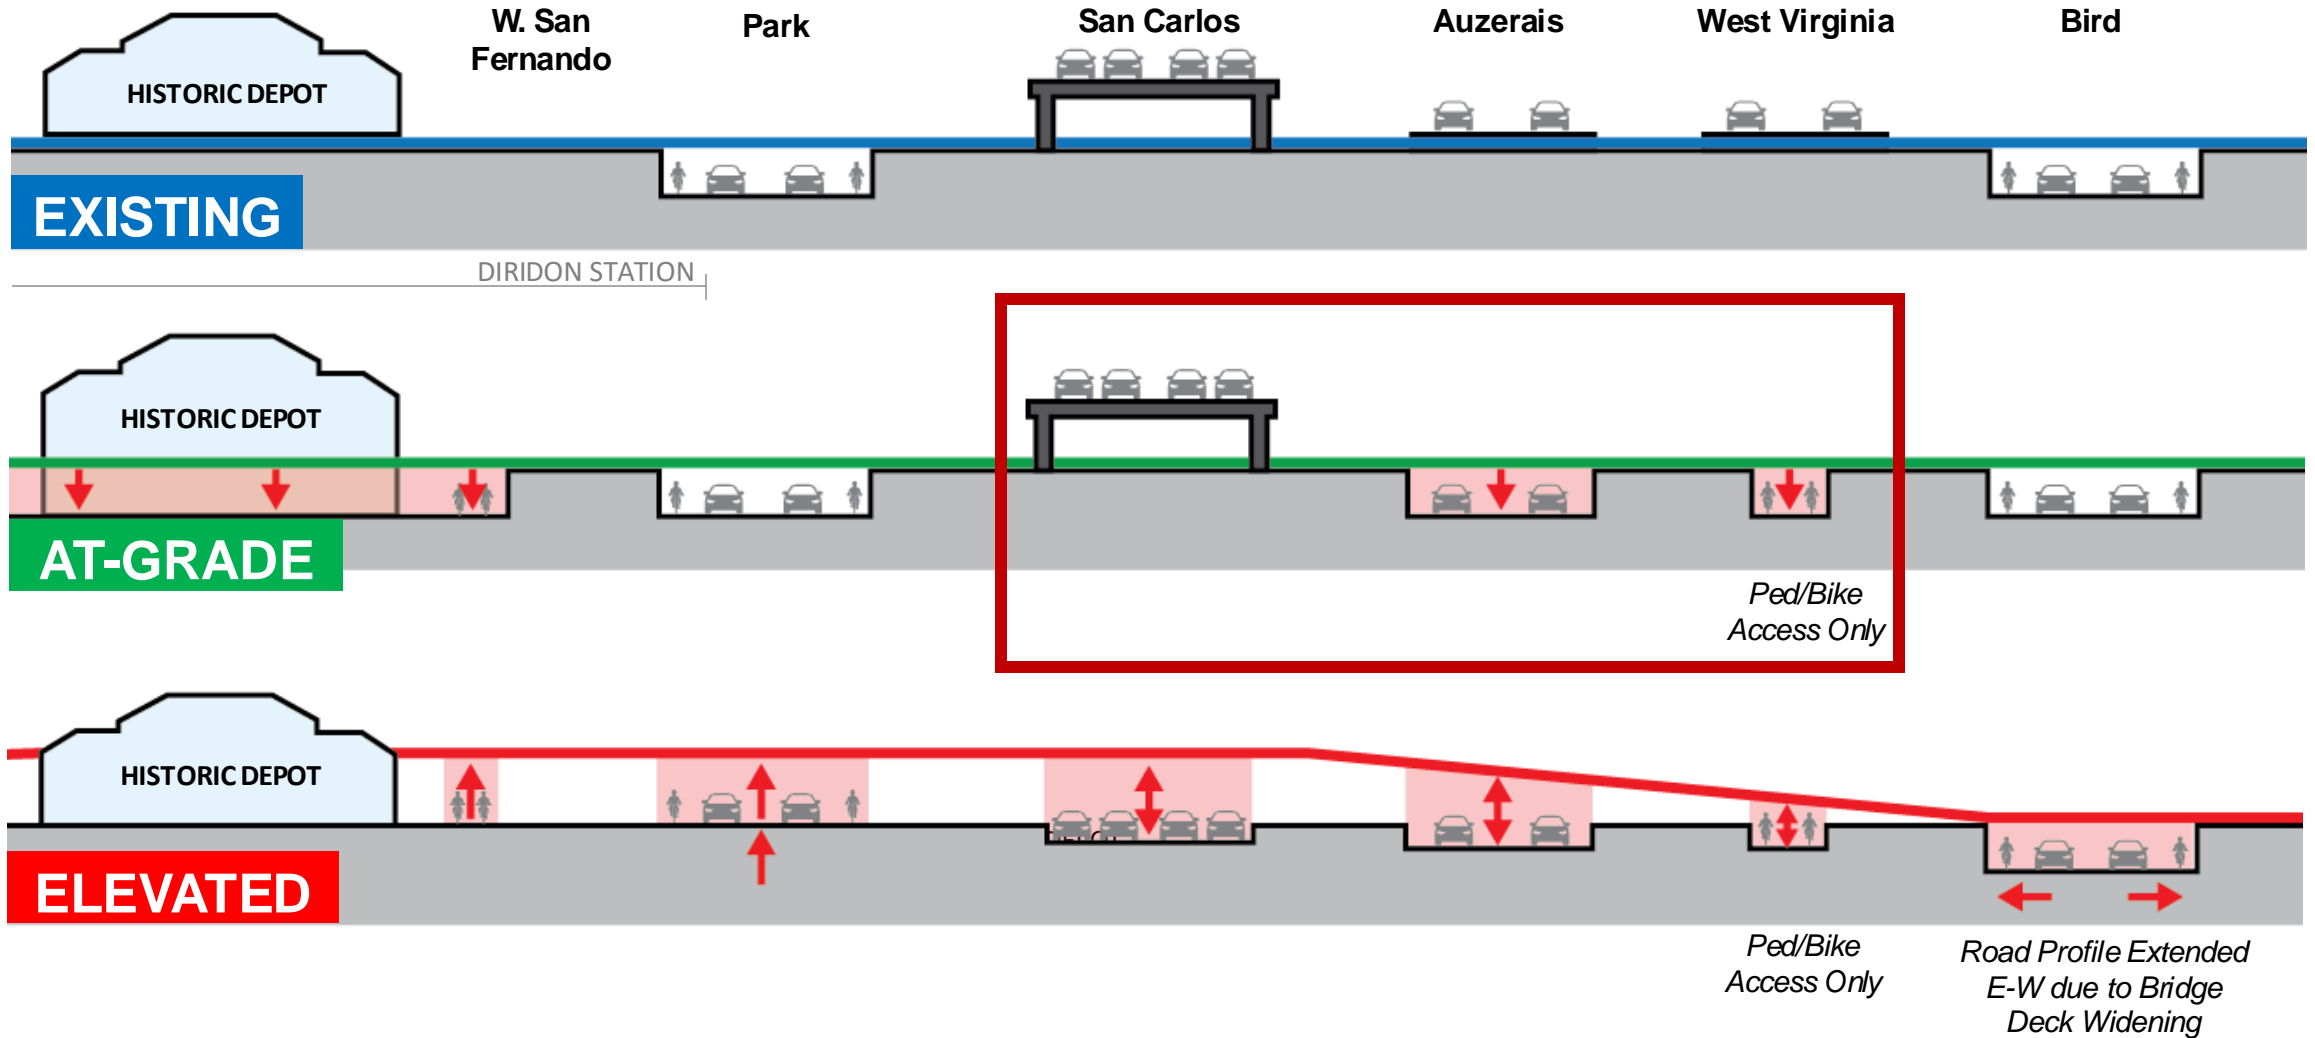 W. San
Fernando
Park
San Carlos
Auzerais
West Virginia
Bird
HISTORIC DEPOT
EXISTING
DIRIDON STATION
HISTORIC DEPOT
AT-GRADE
Ped/Bike
Access Only
HISTORIC DEPOT
ELEVATED
Ped/Bike
Access Only
Road Profile Extended
E-W due to Bridge
Deck Widening